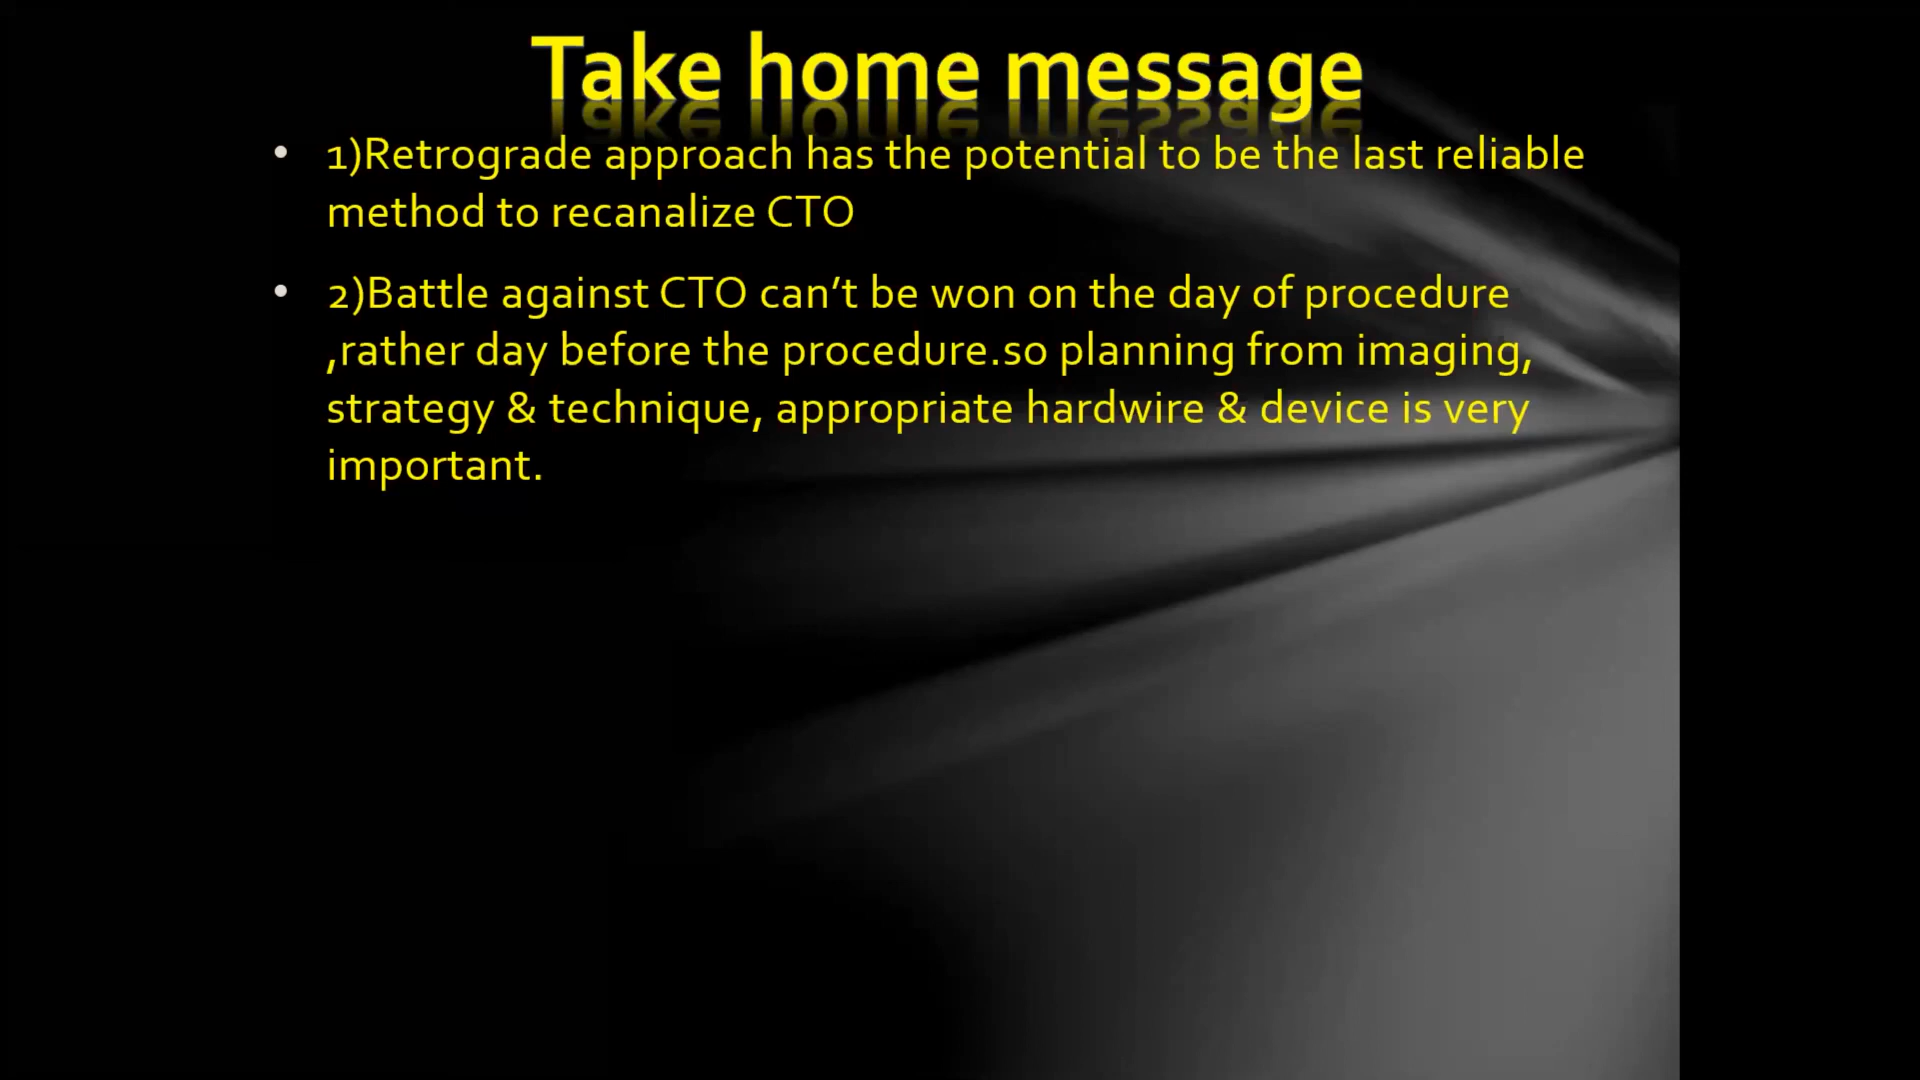 Take home message
• 1)Retrograde approach has the potential to be the last reliable
method to recanalize CTO
• 2)Battle against CTO can’t be won on the day of procedure
,rather day before the procedure.so planning from imaging,
strategy & technique, appropriate hardwire & device is very
important.